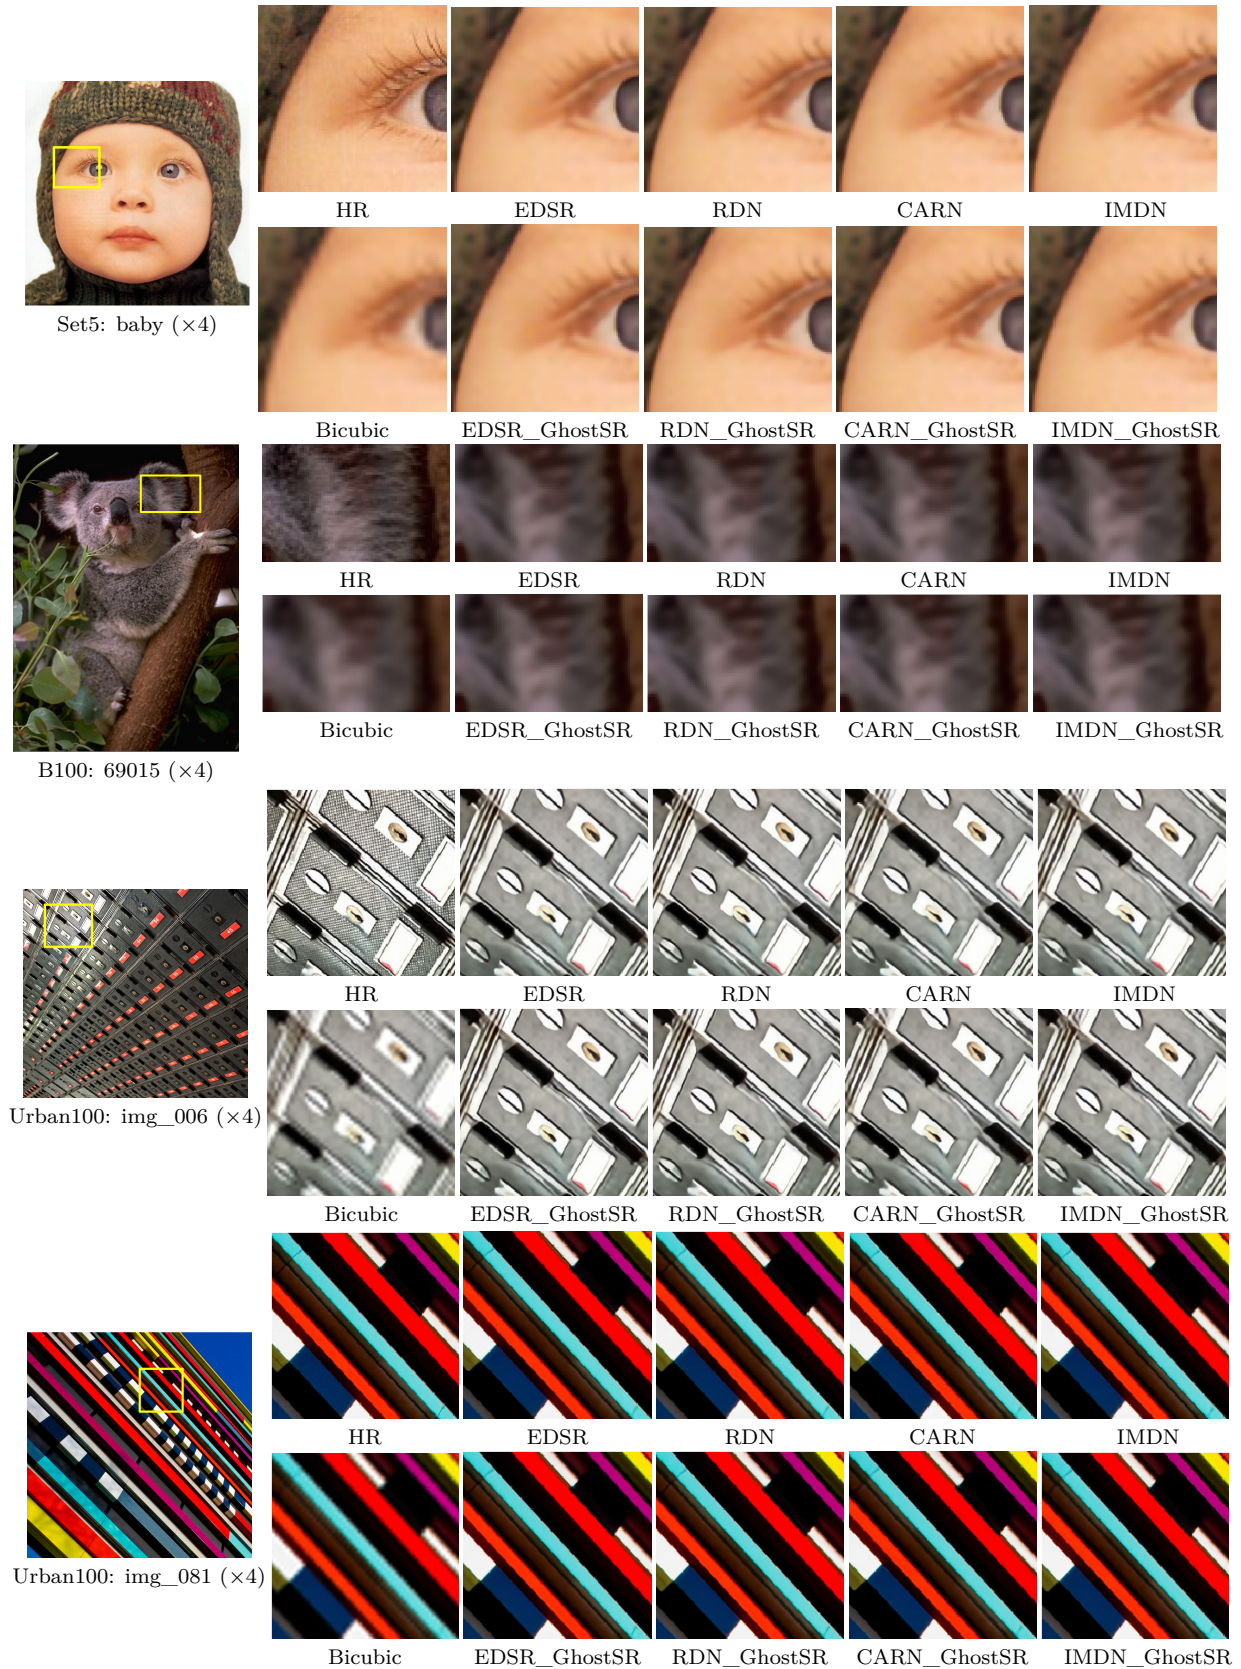 HR EDSR RDN CARN IMDN
Set5: baby (×4)
Bicubic EDSR_GhostSR RDN_GhostSR CARN_GhostSR IMDN_GhostSR
HR EDSR RDN CARN IMDN
Bicubic EDSR_GhostSR RDN_GhostSR CARN_GhostSR IMDN_GhostSR
B100: 69015 (×4)
HR EDSR RDN CARN IMDN
Urban100: img_006 (×4)
Bicubic EDSR_GhostSR RDN_GhostSR CARN_GhostSR IMDN_GhostSR
HR EDSR RDN CARN IMDN
Urban100: img_081 (×4)
Bicubic EDSR_GhostSR RDN_GhostSR CARN_GhostSR IMDN_GhostSR